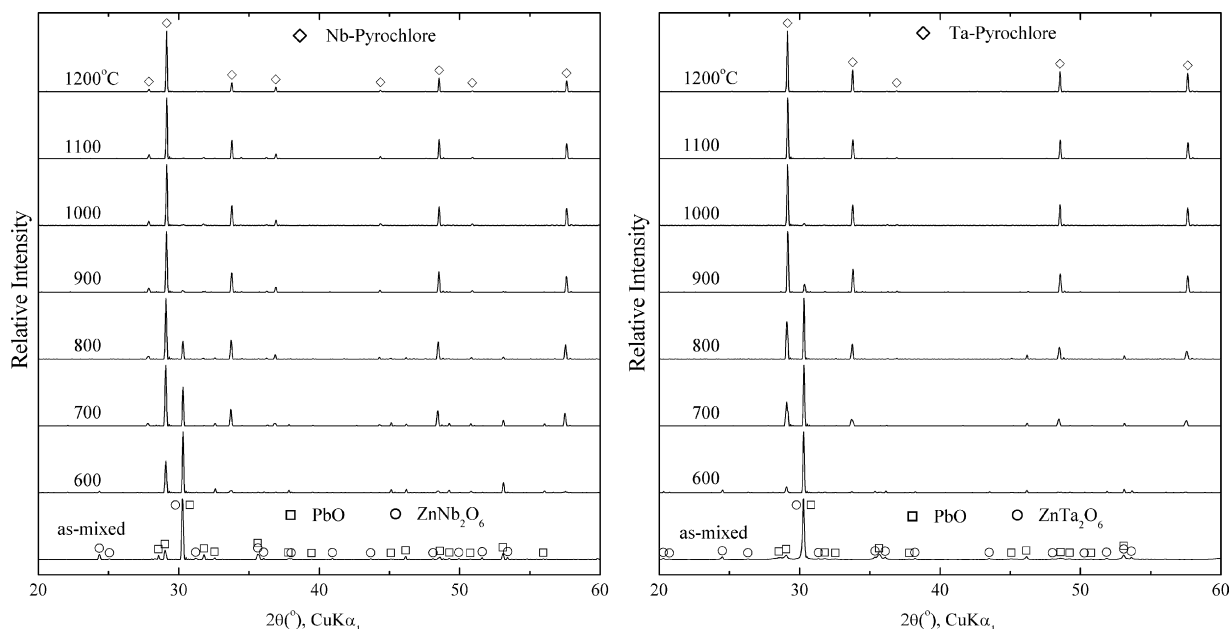 Nb-Pyrochlore
1200°C
1100
1000
900
800
700
600
as-mixed
PbO
ZnNb₂O₆
Relative Intensity
20 30 40 50 60
2θ(°), CuKα₁
Ta-Pyrochlore
1200°C
1100
1000
900
800
700
600
as-mixed
PbO
ZnTa₂O₆
Relative Intensity
20 30 40 50 60
2θ(°), CuKα₁